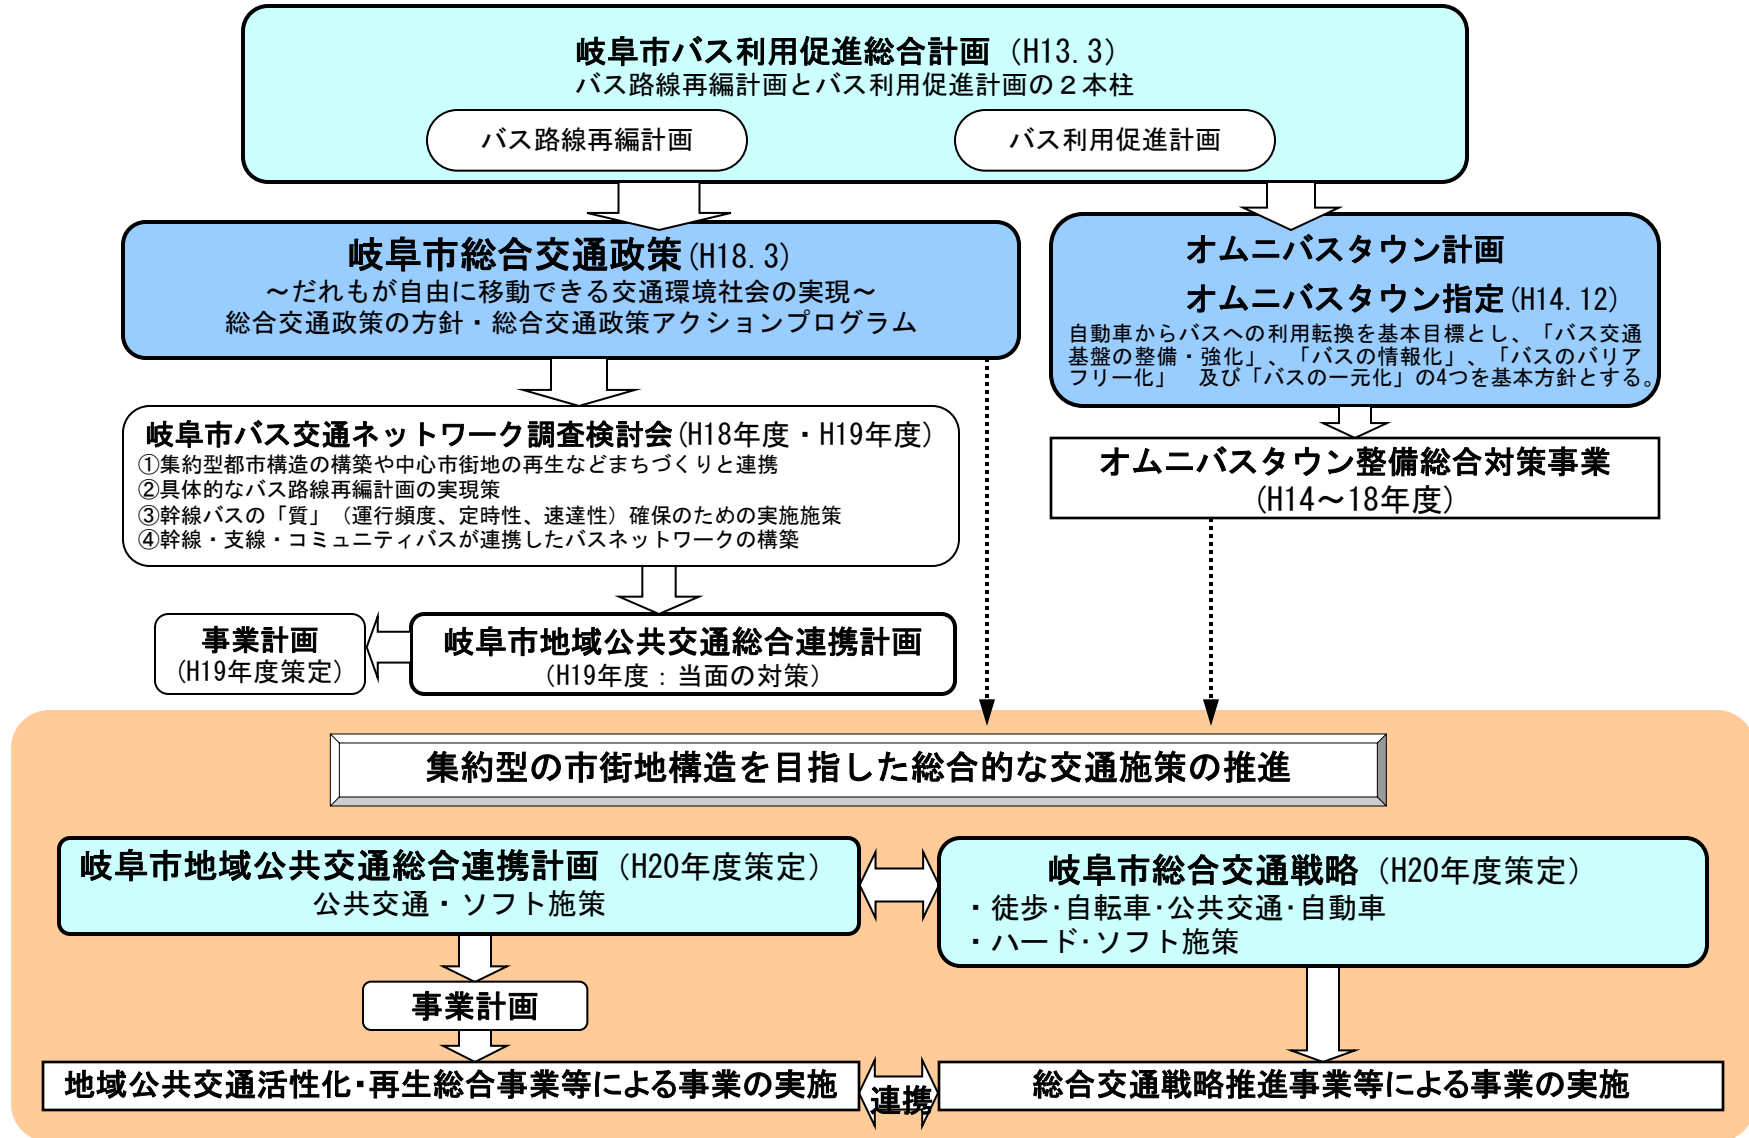 岐阜市バス利用促進総合計画（H13.3）
バス路線再編計画とバス利用促進計画の２本柱
バス路線再編計画
バス利用促進計画
岐阜市総合交通政策(H18.3)
～だれもが自由に移動できる交通環境社会の実現～
総合交通政策の方針・総合交通政策アクションプログラム
オムニバスタウン計画
オムニバスタウン指定(H14.12)
自動車からバスへの利用転換を基本目標とし、「バス交通
基盤の整備・強化」、「バスの情報化」、「バスのバリア
フリー化」　及び「バスの一元化」の4つを基本方針とする。
岐阜市バス交通ネットワーク調査検討会(H18年度・H19年度)
①集約型都市構造の構築や中心市街地の再生などまちづくりと連携
②具体的なバス路線再編計画の実現策
③幹線バスの「質」（運行頻度、定時性、速達性）確保のための実施施策
④幹線・支線・コミュニティバスが連携したバスネットワークの構築
オムニバスタウン整備総合対策事業
(H14～18年度)
事業計画
(H19年度策定)
岐阜市地域公共交通総合連携計画
(H19年度：当面の対策)
集約型の市街地構造を目指した総合的な交通施策の推進
岐阜市地域公共交通総合連携計画（H20年度策定）
公共交通・ソフト施策
岐阜市総合交通戦略（H20年度策定）
・徒歩･自転車･公共交通･自動車
・ハード･ソフト施策
事業計画
地域公共交通活性化･再生総合事業等による事業の実施
連携
総合交通戦略推進事業等による事業の実施